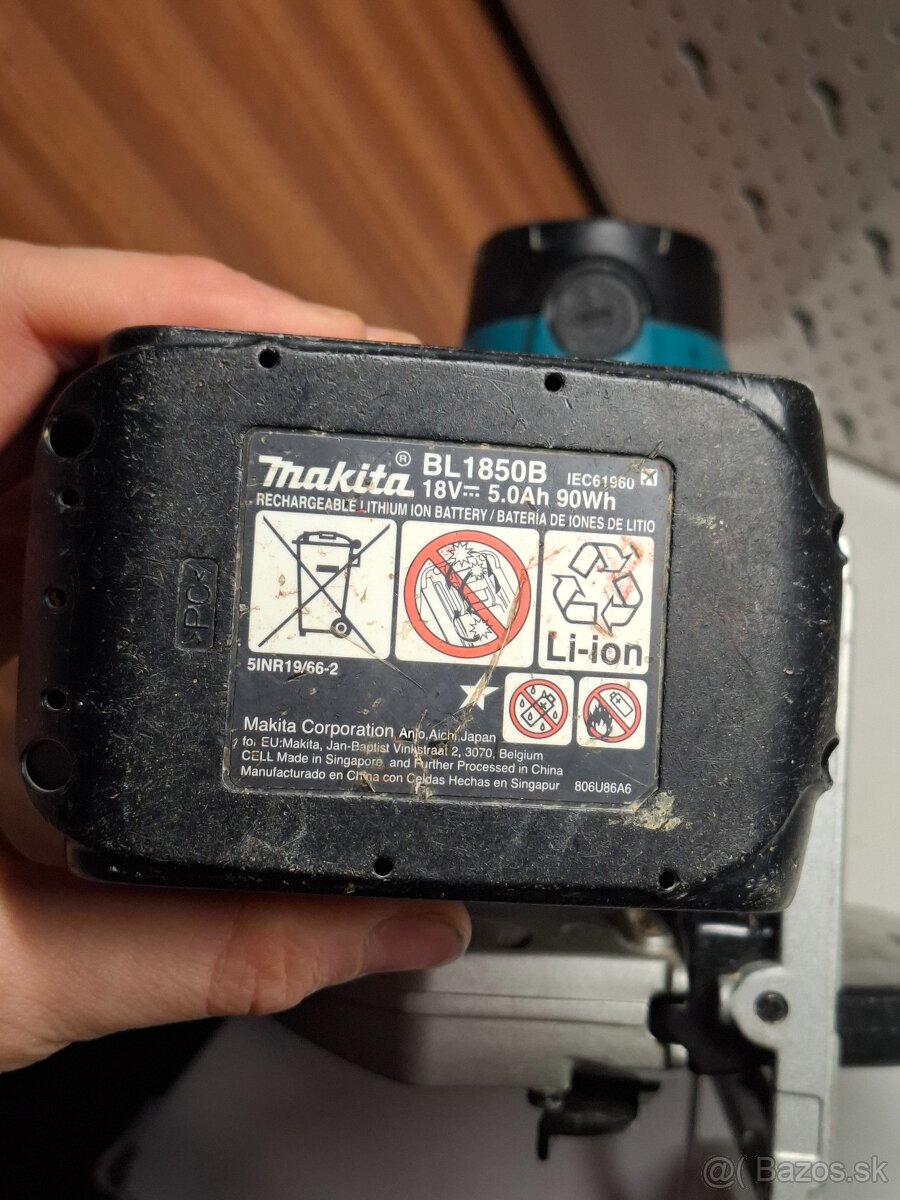 makita® BL1850B IEC61960
18V⎓ 5.0Ah 90Wh
RECHARGEABLE LITHIUM ION BATTERY / BATERÍA DE IONES DE LITIO
Li-ion
5INR19/66-2
Makita Corporation Anjo,Aichi,Japan
for EU:Makita, Jan-Baptist Vinkstraat 2, 3070, Belgium
CELL Made in Singapore and Further Processed in China
Manufacturado en China con Celdas Hechas en Singapur 806U86A6
>PC<
@( Bazos.sk